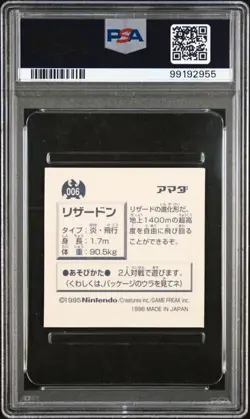 PSA
99192955
006
アマダ
リザードン
タイプ：炎・飛行
身　長：1.7m
体　重：90.5kg
リザードの進化形だ。
地上1400mの超高
度を自由に飛び回る
ことができるぞ。
●あそびかた●　2人対戦で遊びます。
（くわしくは、パッケージのウラを見てネ）
©1995 Nintendo/Creatures inc./GAME FREAK inc.
1998 MADE IN JAPAN